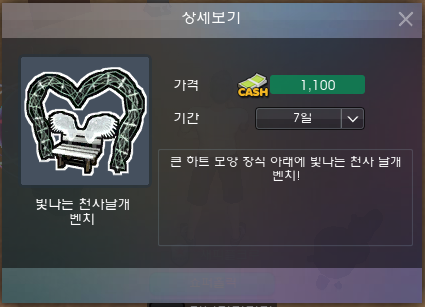 상세보기
가격
CASH
1,100
기간
7일
큰 하트 모양 장식 아래에 빛나는 천사 날개
벤치!
빛나는 천사날개
벤치